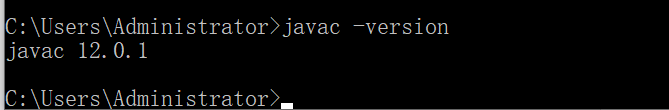 C:\Users\Administrator>javac -version
javac 12.0.1
C:\Users\Administrator>